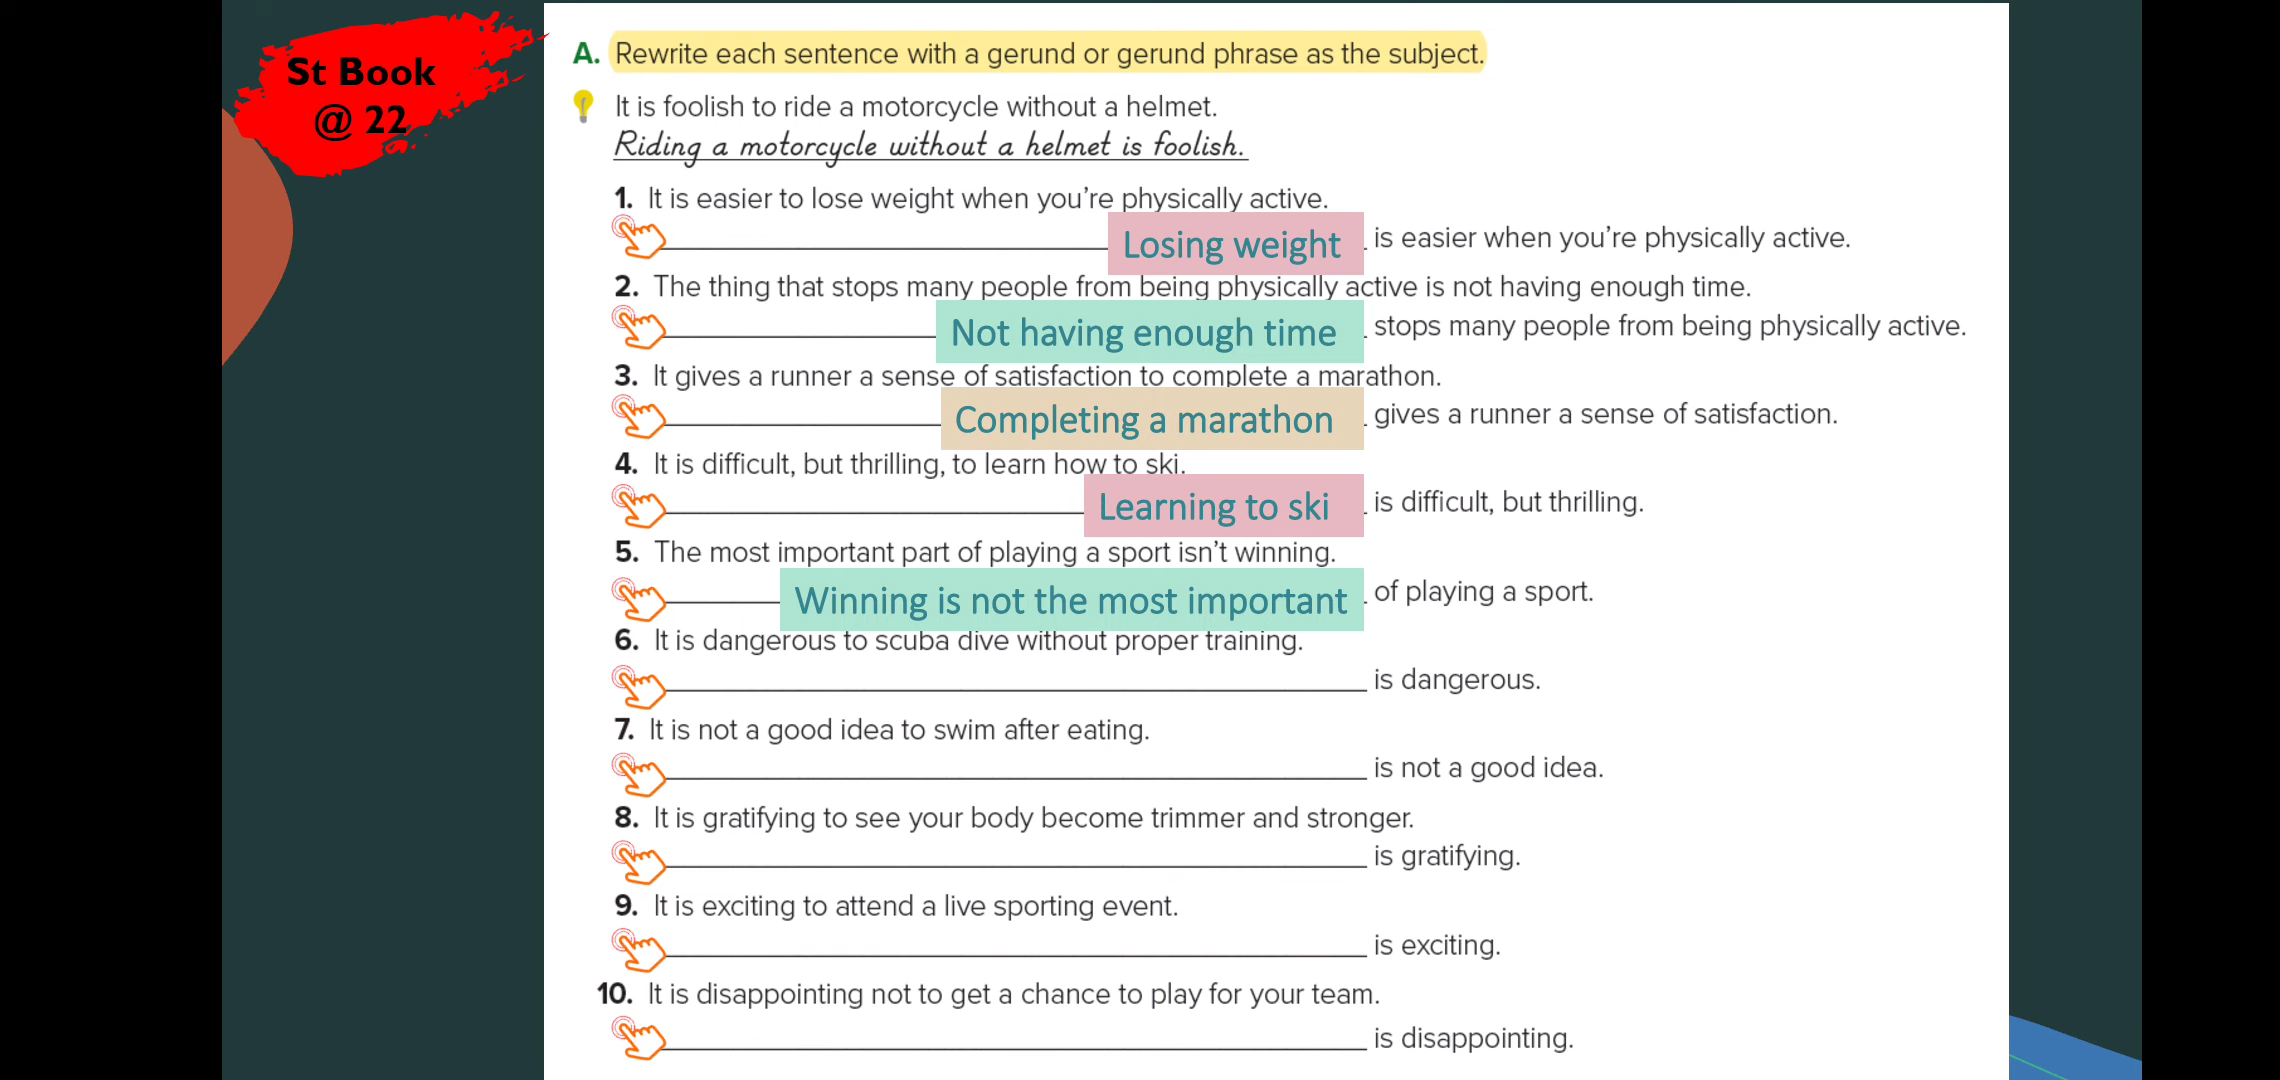 St Book
@ 22
A. Rewrite each sentence with a gerund or gerund phrase as the subject.
It is foolish to ride a motorcycle without a helmet.
Riding a motorcycle without a helmet is foolish.
1. It is easier to lose weight when you're physically active.
Losing weight is easier when you're physically active.
2. The thing that stops many people from being physically active is not having enough time.
Not having enough time stops many people from being physically active.
3. It gives a runner a sense of satisfaction to complete a marathon.
Completing a marathon gives a runner a sense of satisfaction.
4. It is difficult, but thrilling, to learn how to ski.
Learning to ski is difficult, but thrilling.
5. The most important part of playing a sport isn't winning.
Winning is not the most important of playing a sport.
6. It is dangerous to scuba dive without proper training.
is dangerous.
7. It is not a good idea to swim after eating.
is not a good idea.
8. It is gratifying to see your body become trimmer and stronger.
is gratifying.
9. It is exciting to attend a live sporting event.
is exciting.
10. It is disappointing not to get a chance to play for your team.
is disappointing.